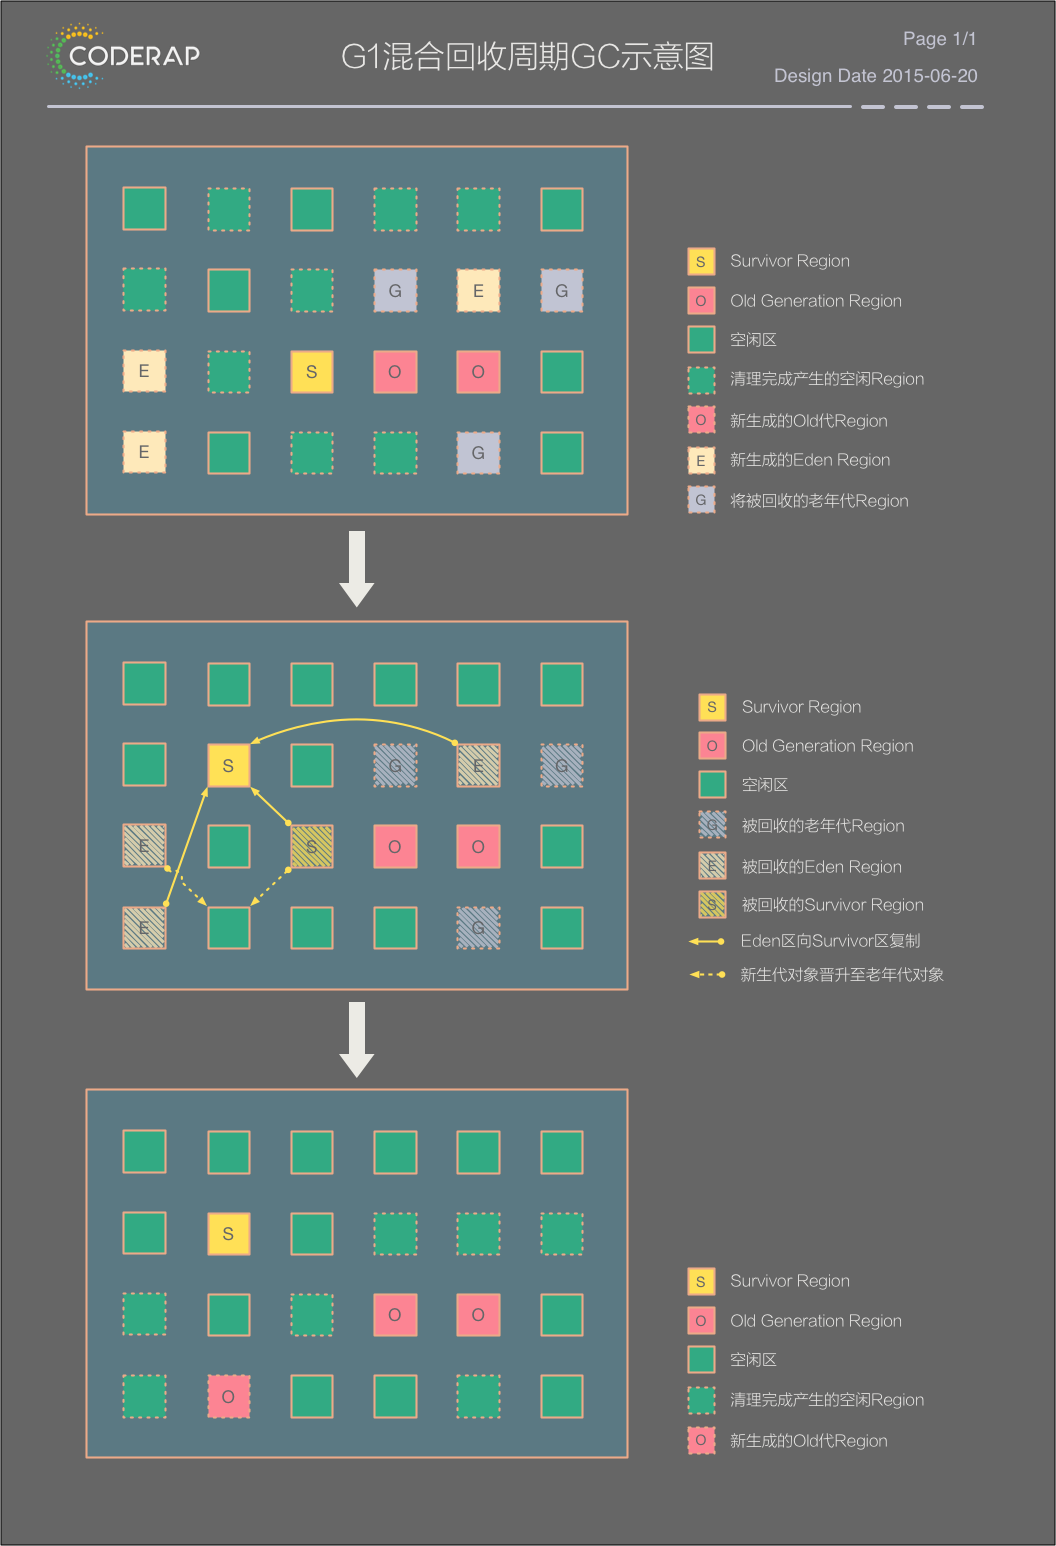 CODERAP
G1混合回收周期GC示意图
Page 1/1
Design Date 2015-06-20
G E G
E S O O
E G
S Survivor Region
O Old Generation Region
空闲区
清理完成产生的空闲Region
O 新生成的Old代Region
E 新生成的Eden Region
G 将被回收的老年代Region
S G E G
E S O O
E G
S Survivor Region
O Old Generation Region
空闲区
G 被回收的老年代Region
E 被回收的Eden Region
S 被回收的Survivor Region
Eden区向Survivor区复制
新生代对象晋升至老年代对象
S
O O
O
S Survivor Region
O Old Generation Region
空闲区
清理完成产生的空闲Region
O 新生成的Old代Region